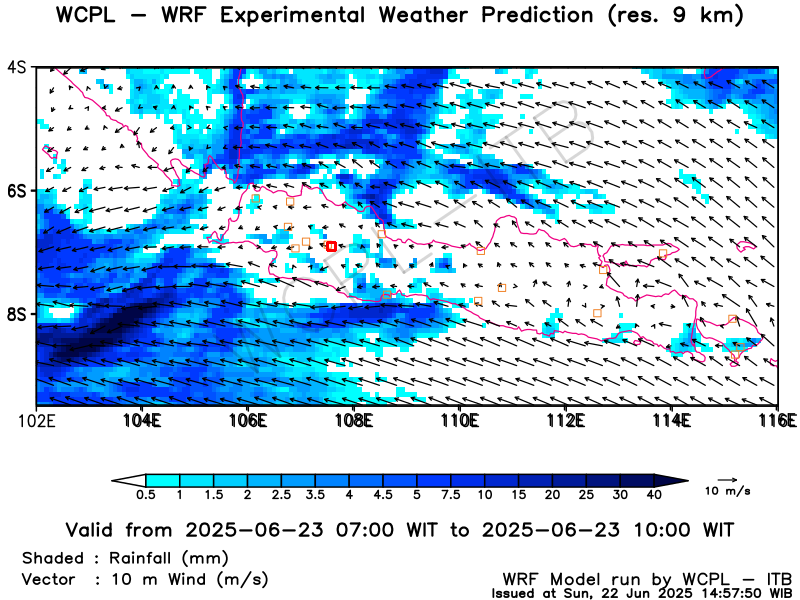 WCPL – WRF Experimental Weather Prediction (res. 9 km)
4S
6S
8S
102E 104E 106E 108E 110E 112E 114E 116E
WCPL-ITB
0.5 1 1.5 2 2.5 3.5 4 4.5 5 7.5 10 15 20 25 30 40
10 m/s
Valid from 2025-06-23 07:00 WIT to 2025-06-23 10:00 WIT
Shaded : Rainfall (mm)
Vector : 10 m Wind (m/s)
WRF Model run by WCPL – ITB
Issued at Sun, 22 Jun 2025 14:57:50 WIB